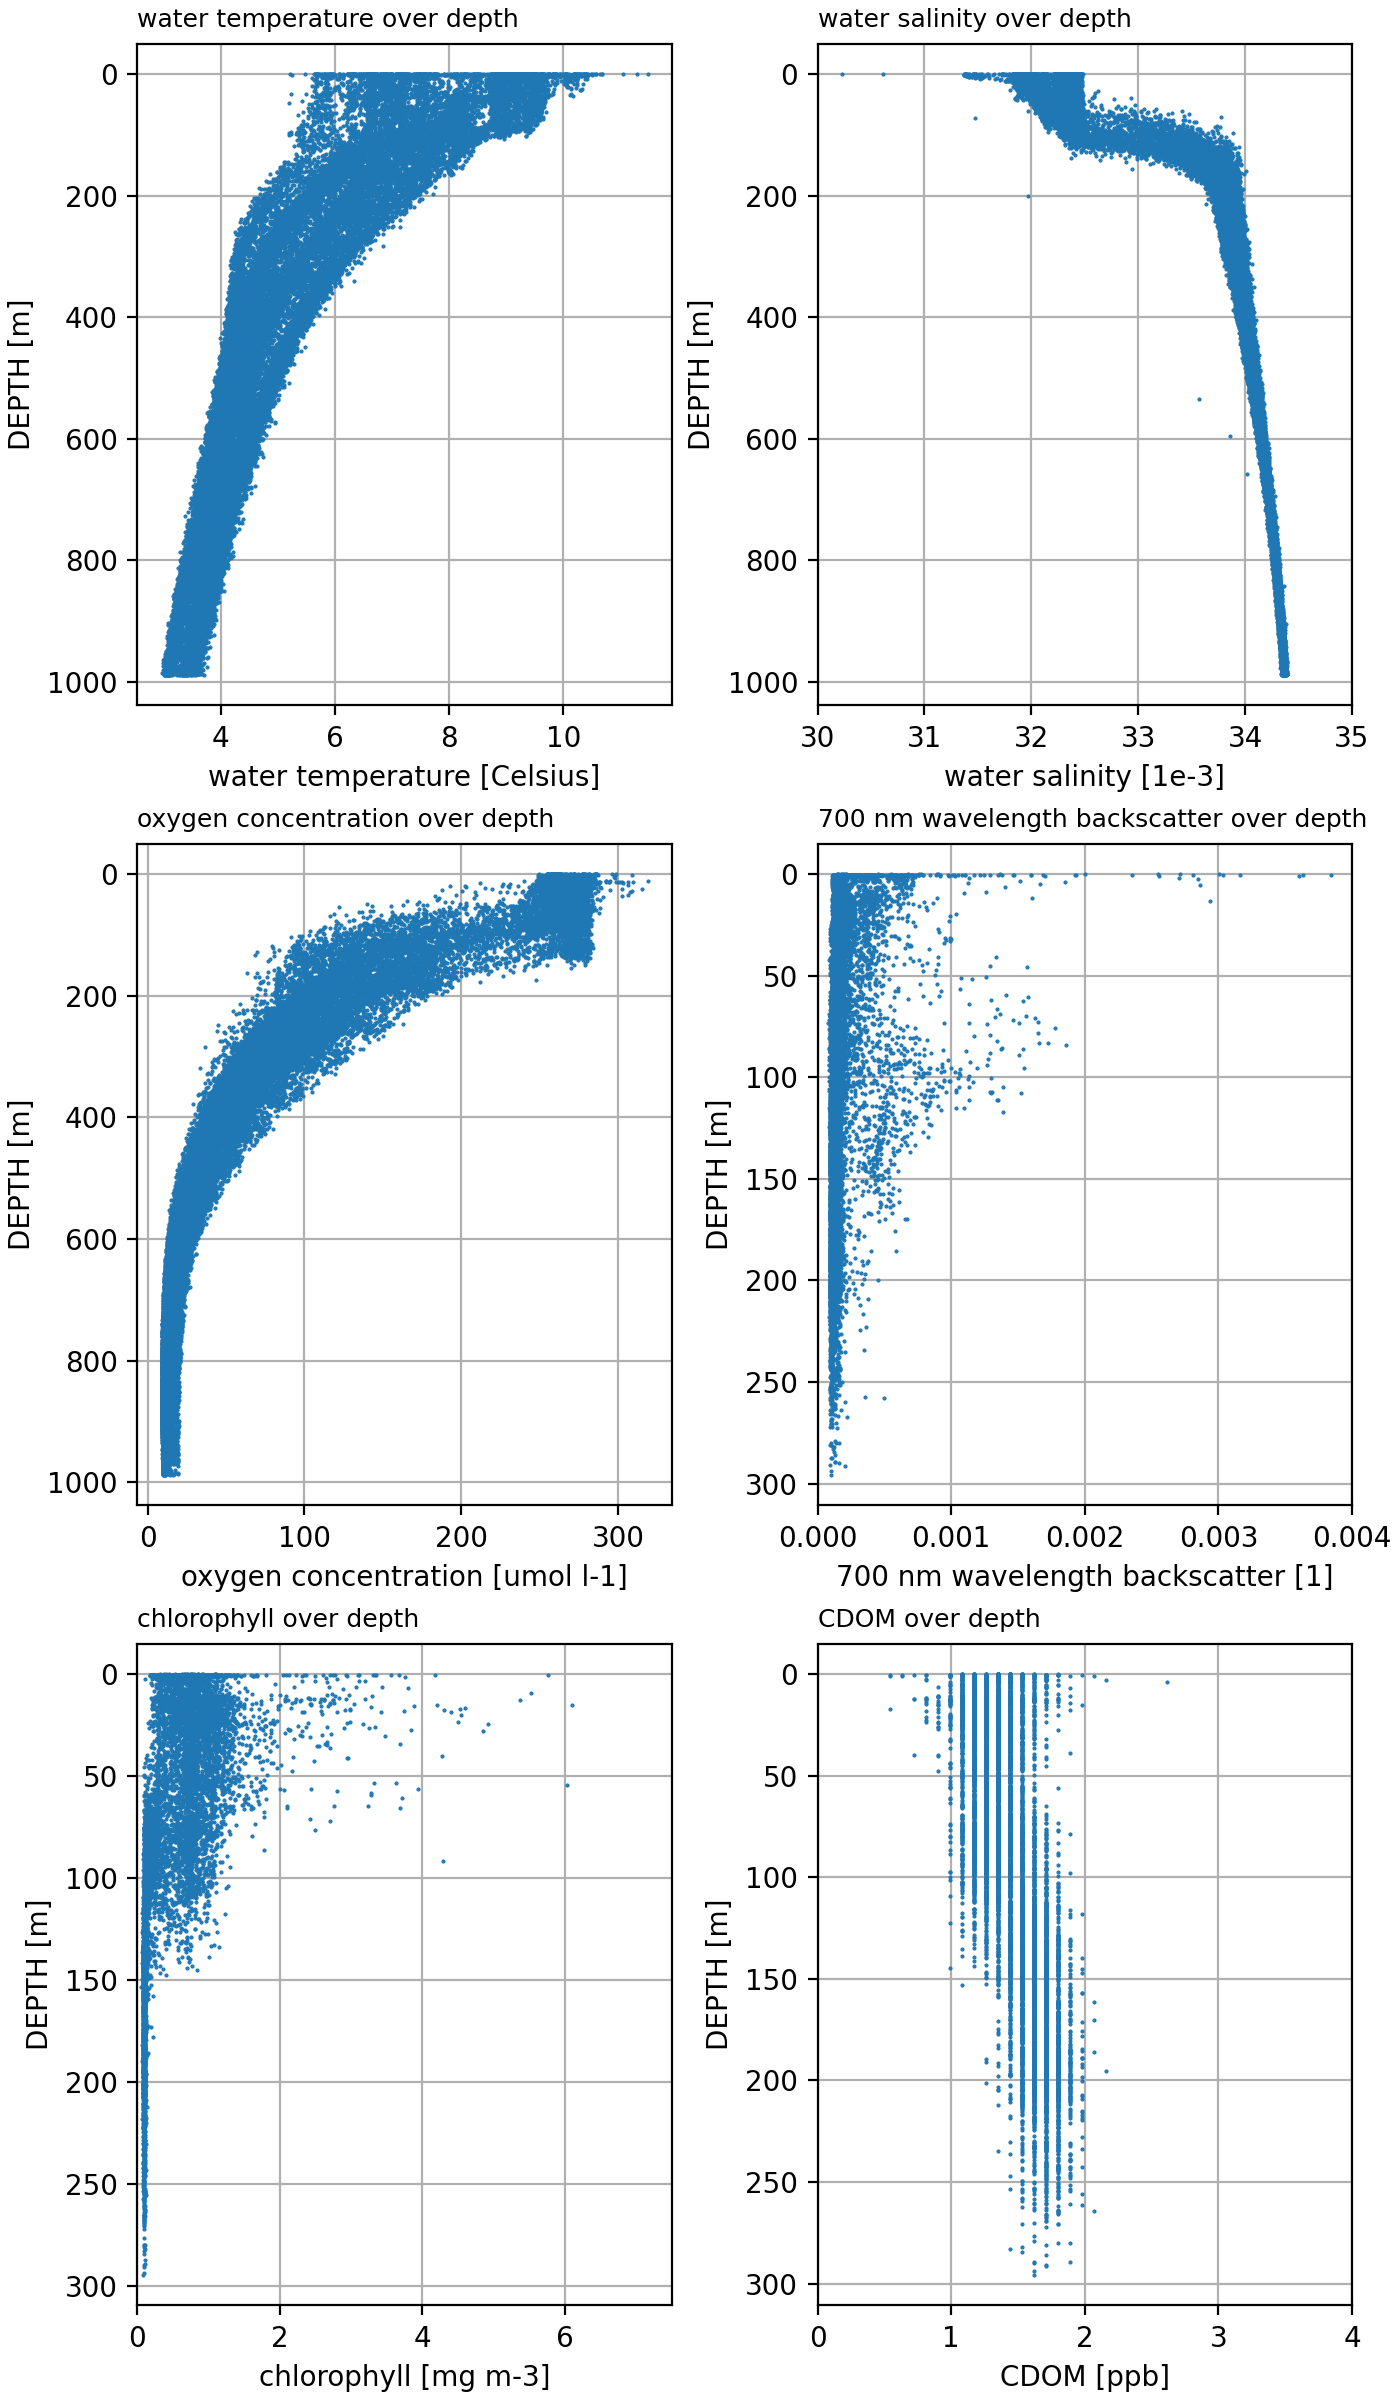 water temperature over depth
0
200
400
600
800
1000
DEPTH [m]
4 6 8 10
water temperature [Celsius]
water salinity over depth
0
200
400
600
800
1000
DEPTH [m]
30 31 32 33 34 35
water salinity [1e-3]
oxygen concentration over depth
0
200
400
600
800
1000
DEPTH [m]
0 100 200 300
oxygen concentration [umol l-1]
700 nm wavelength backscatter over depth
0
50
100
150
200
250
300
DEPTH [m]
0.000 0.001 0.002 0.003 0.004
700 nm wavelength backscatter [1]
chlorophyll over depth
0
50
100
150
200
250
300
DEPTH [m]
0 2 4 6
chlorophyll [mg m-3]
CDOM over depth
0
50
100
150
200
250
300
DEPTH [m]
0 1 2 3 4
CDOM [ppb]